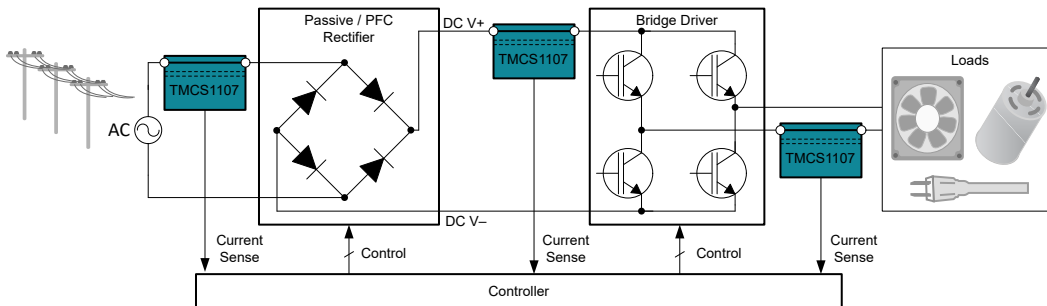 Passive / PFC
Rectifier
DC V+
Bridge Driver
Loads
TMCS1107
TMCS1107
TMCS1107
AC
DC V–
Current
Sense
Control
Current
Sense
Control
Current
Sense
Controller